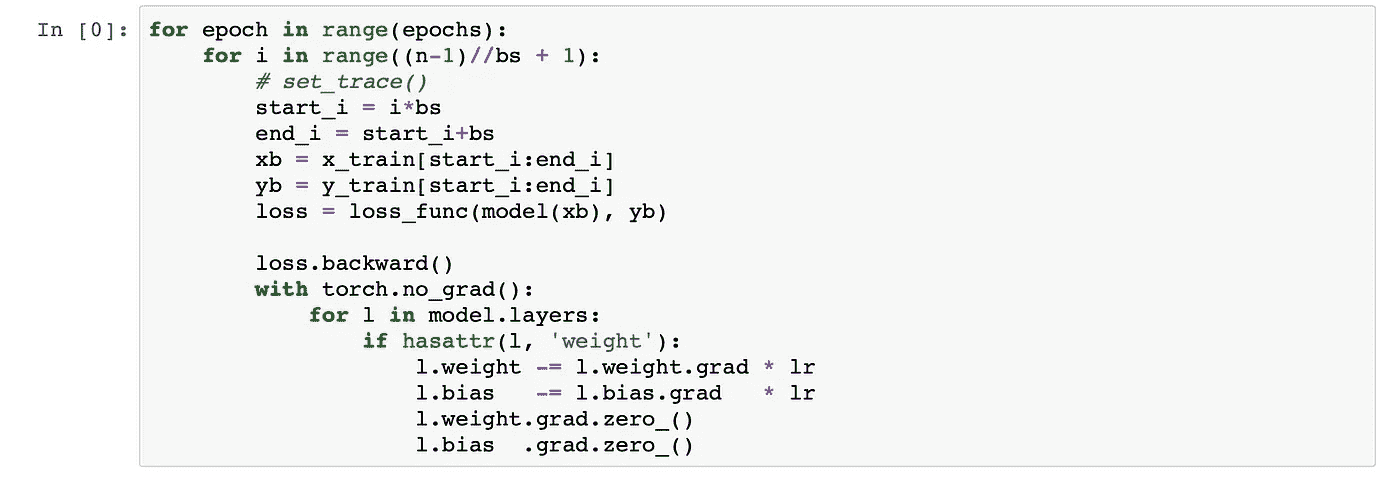 In [0]: for epoch in range(epochs):
    for i in range((n-1)//bs + 1):
        # set_trace()
        start_i = i*bs
        end_i = start_i+bs
        xb = x_train[start_i:end_i]
        yb = y_train[start_i:end_i]
        loss = loss_func(model(xb), yb)

        loss.backward()
        with torch.no_grad():
            for l in model.layers:
                if hasattr(l, 'weight'):
                    l.weight -= l.weight.grad * lr
                    l.bias   -= l.bias.grad   * lr
                    l.weight.grad.zero_()
                    l.bias  .grad.zero_()